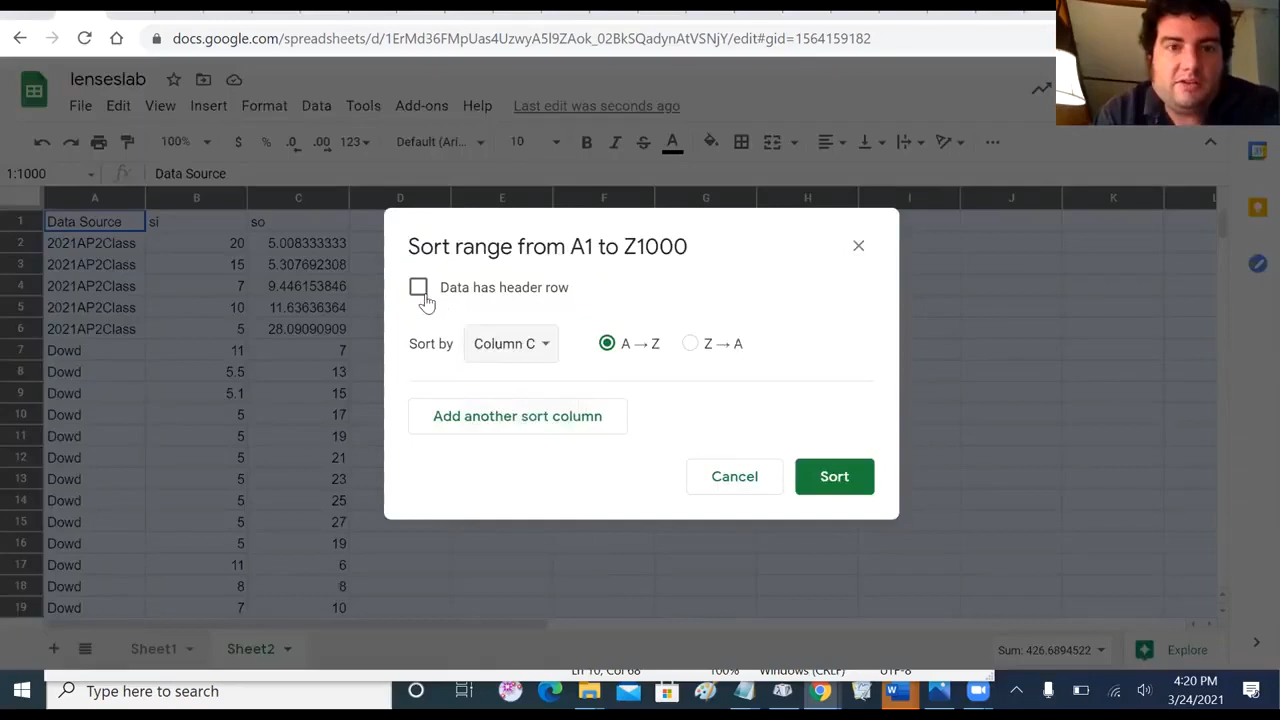 docs.google.com/spreadsheets/d/1ErMd36FMpUas4UzwyA5l9ZAok_02BkSQadynAtVSNjY/edit#gid=1564159182
lenseslab
File Edit View Insert Format Data Tools Add-ons Help Last edit was seconds ago
100% $ % .0 .00 123 Default (Ari... 10 B I S A
1:1000 fx Data Source
A B C D E F G H I J K
1 Data Source si so
2 2021AP2Class 20 5.008333333
3 2021AP2Class 15 5.307692308
4 2021AP2Class 7 9.446153846
5 2021AP2Class 10 11.63636364
6 2021AP2Class 5 28.09090909
7 Dowd 11 7
8 Dowd 5.5 13
9 Dowd 5.1 15
10 Dowd 5 17
11 Dowd 5 19
12 Dowd 5 21
13 Dowd 5 23
14 Dowd 5 25
15 Dowd 5 27
16 Dowd 5 19
17 Dowd 11 6
18 Dowd 8 8
19 Dowd 7 10
Sort range from A1 to Z1000
Data has header row
Sort by Column C A → Z Z → A
Add another sort column
Cancel Sort
Sheet1 Sheet2 Sum: 426.6894522 Explore
Ln 10, Col 68 100% Windows (CRLF) UTF-8
Type here to search
4:20 PM
3/24/2021